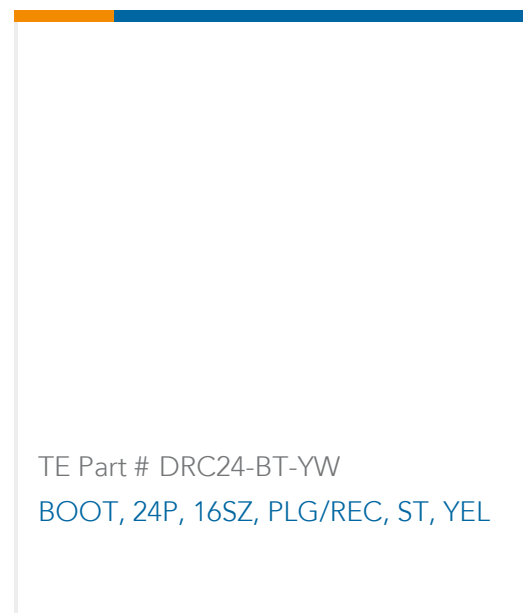 TE Part # DRC24-BT-YW
BOOT, 24P, 16SZ, PLG/REC, ST, YEL